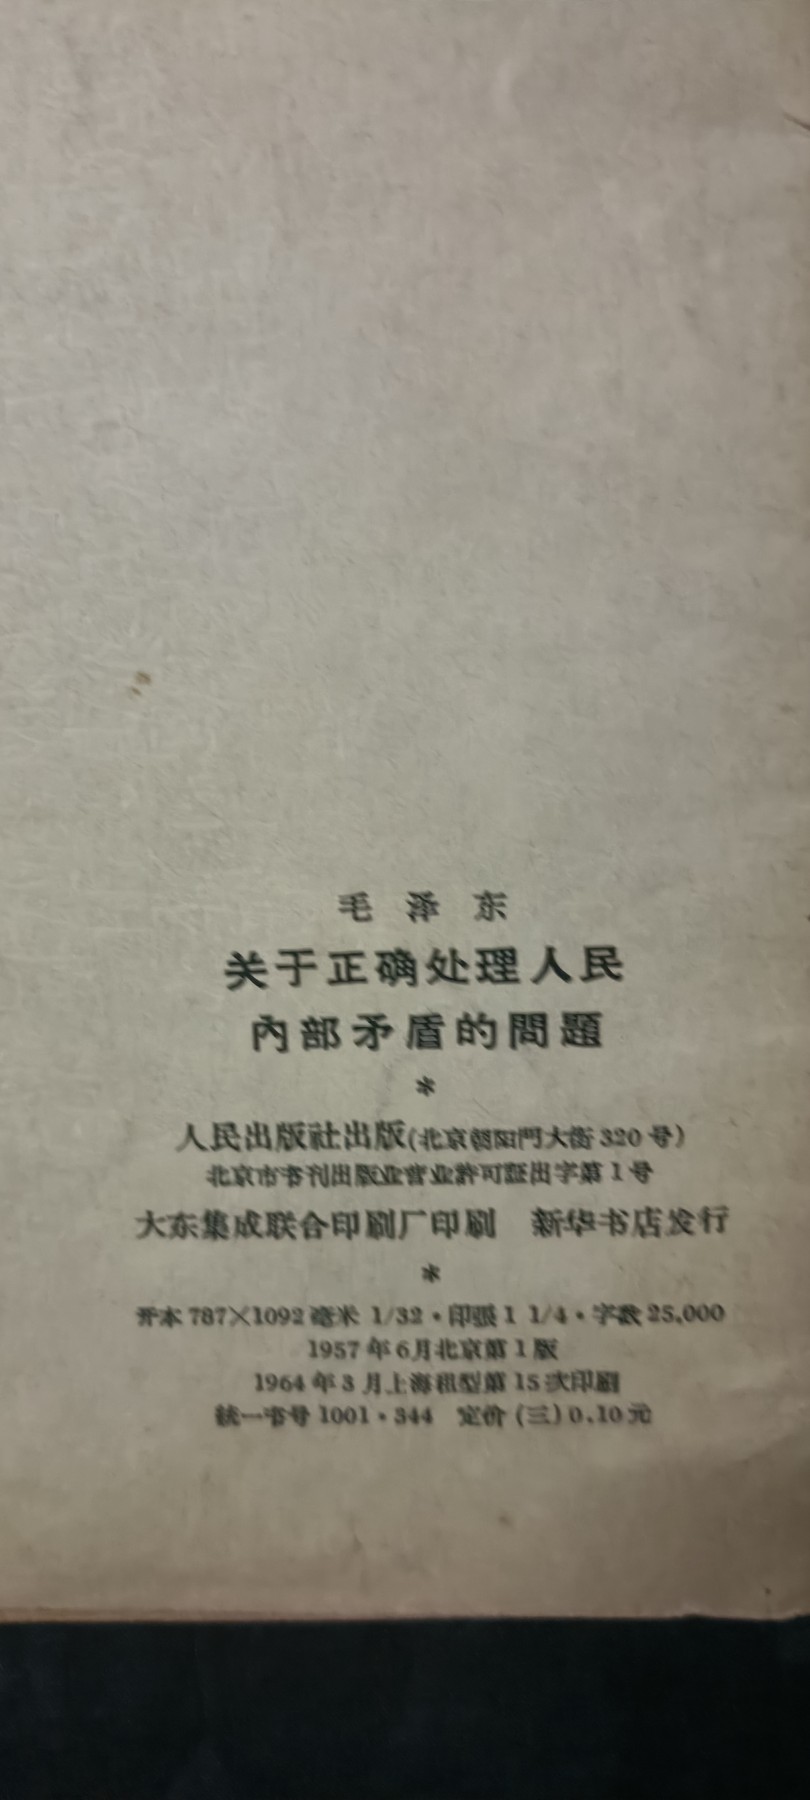 毛泽东
关于正确处理人民
內部矛盾的問題
*
人民出版社出版(北京朝阳門大街320号)
北京市书刊出版业营业許可証出字第1号
大东集成联合印刷厂印刷 新华书店发行
*
开本787×1092毫米 1/32·印張1 1/4·字数25,000
1957年6月北京第1版
1964年3月上海租型第15次印刷
統一书号1001·344 定价(三)0.10元